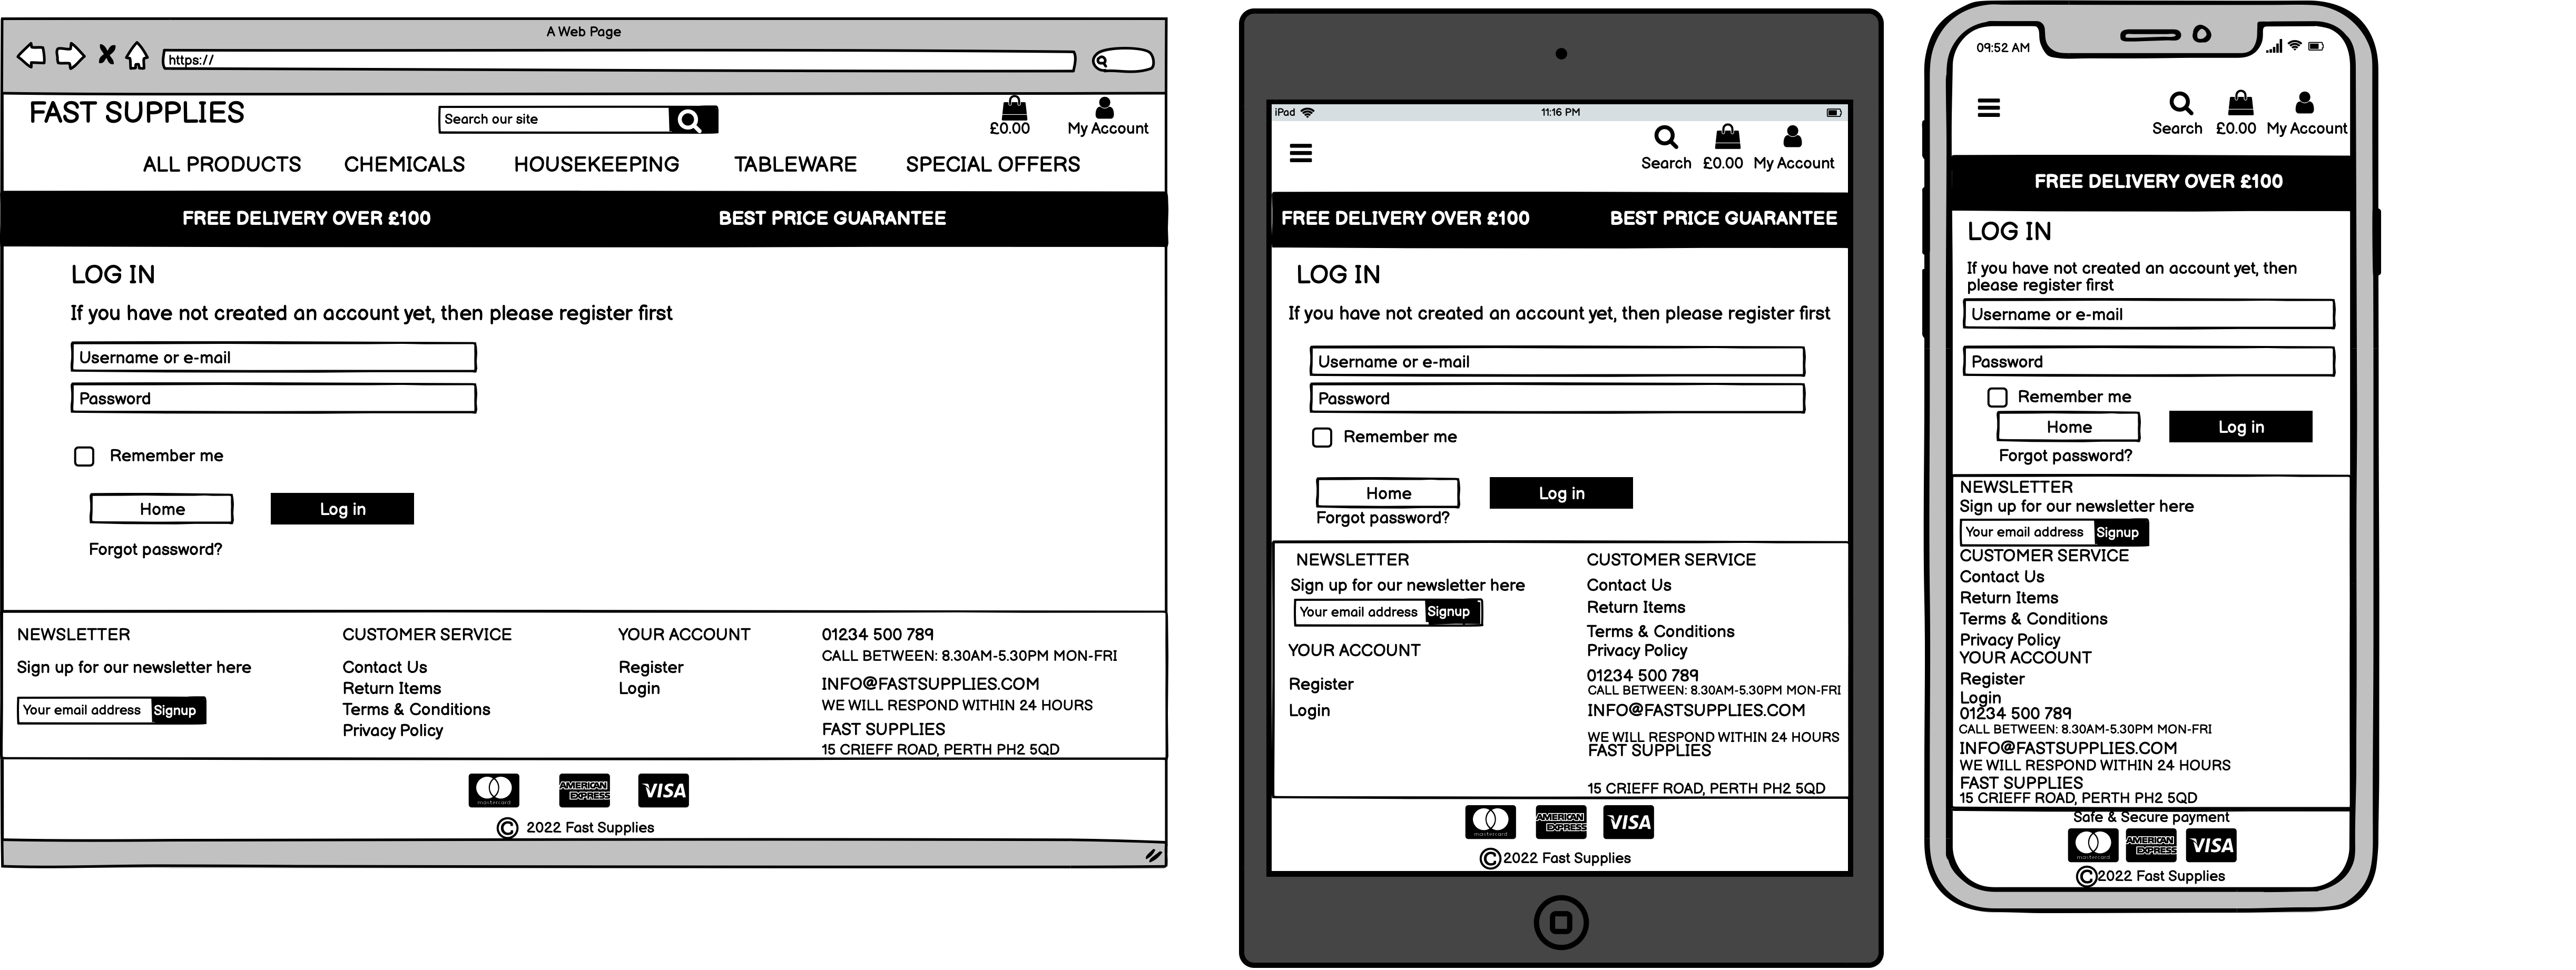 A Web Page
https://
FAST SUPPLIES
Search our site
£0.00
My Account
ALL PRODUCTS CHEMICALS HOUSEKEEPING TABLEWARE SPECIAL OFFERS
FREE DELIVERY OVER £100 BEST PRICE GUARANTEE
LOG IN
If you have not created an account yet, then please register first
Username or e-mail
Password
Remember me
Home Log in
Forgot password?
NEWSLETTER
Sign up for our newsletter here
Your email address Signup
CUSTOMER SERVICE
Contact Us
Return Items
Terms & Conditions
Privacy Policy
YOUR ACCOUNT
Register
Login
01234 500 789
CALL BETWEEN: 8.30AM-5.30PM MON-FRI
INFO@FASTSUPPLIES.COM
WE WILL RESPOND WITHIN 24 HOURS
FAST SUPPLIES
15 CRIEFF ROAD, PERTH PH2 5QD
mastercard
AMERICAN
EXPRESS
VISA
© 2022 Fast Supplies
iPad 11:16 PM
Search £0.00 My Account
FREE DELIVERY OVER £100 BEST PRICE GUARANTEE
LOG IN
If you have not created an account yet, then please register first
Username or e-mail
Password
Remember me
Home Log in
Forgot password?
NEWSLETTER
Sign up for our newsletter here
Your email address Signup
YOUR ACCOUNT
Register
Login
CUSTOMER SERVICE
Contact Us
Return Items
Terms & Conditions
Privacy Policy
01234 500 789
CALL BETWEEN: 8.30AM-5.30PM MON-FRI
INFO@FASTSUPPLIES.COM
WE WILL RESPOND WITHIN 24 HOURS
FAST SUPPLIES
15 CRIEFF ROAD, PERTH PH2 5QD
mastercard
AMERICAN
EXPRESS
VISA
©2022 Fast Supplies
09:52 AM
Search £0.00 My Account
FREE DELIVERY OVER £100
LOG IN
If you have not created an account yet, then
please register first
Username or e-mail
Password
Remember me
Home Log in
Forgot password?
NEWSLETTER
Sign up for our newsletter here
Your email address Signup
CUSTOMER SERVICE
Contact Us
Return Items
Terms & Conditions
Privacy Policy
YOUR ACCOUNT
Register
Login
01234 500 789
CALL BETWEEN: 8.30AM-5.30PM MON-FRI
INFO@FASTSUPPLIES.COM
WE WILL RESPOND WITHIN 24 HOURS
FAST SUPPLIES
15 CRIEFF ROAD, PERTH PH2 5QD
Safe & Secure payment
mastercard
AMERICAN
EXPRESS
VISA
©2022 Fast Supplies